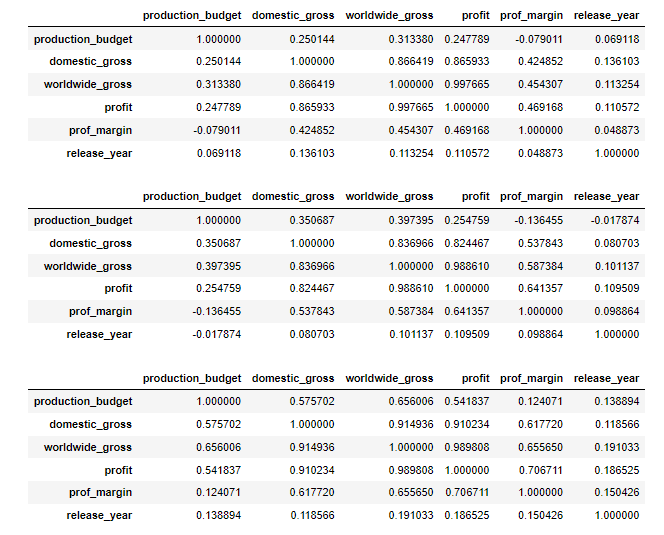 production_budget domestic_gross worldwide_gross profit prof_margin release_year
production_budget 1.000000 0.250144 0.313380 0.247789 -0.079011 0.069118
domestic_gross 0.250144 1.000000 0.866419 0.865933 0.424852 0.136103
worldwide_gross 0.313380 0.866419 1.000000 0.997665 0.454307 0.113254
profit 0.247789 0.865933 0.997665 1.000000 0.469168 0.110572
prof_margin -0.079011 0.424852 0.454307 0.469168 1.000000 0.048873
release_year 0.069118 0.136103 0.113254 0.110572 0.048873 1.000000
production_budget domestic_gross worldwide_gross profit prof_margin release_year
production_budget 1.000000 0.350687 0.397395 0.254759 -0.136455 -0.017874
domestic_gross 0.350687 1.000000 0.836966 0.824467 0.537843 0.080703
worldwide_gross 0.397395 0.836966 1.000000 0.988610 0.587384 0.101137
profit 0.254759 0.824467 0.988610 1.000000 0.641357 0.109509
prof_margin -0.136455 0.537843 0.587384 0.641357 1.000000 0.098864
release_year -0.017874 0.080703 0.101137 0.109509 0.098864 1.000000
production_budget domestic_gross worldwide_gross profit prof_margin release_year
production_budget 1.000000 0.575702 0.656006 0.541837 0.124071 0.138894
domestic_gross 0.575702 1.000000 0.914936 0.910234 0.617720 0.118566
worldwide_gross 0.656006 0.914936 1.000000 0.989808 0.655650 0.191033
profit 0.541837 0.910234 0.989808 1.000000 0.706711 0.186525
prof_margin 0.124071 0.617720 0.655650 0.706711 1.000000 0.150426
release_year 0.138894 0.118566 0.191033 0.186525 0.150426 1.000000